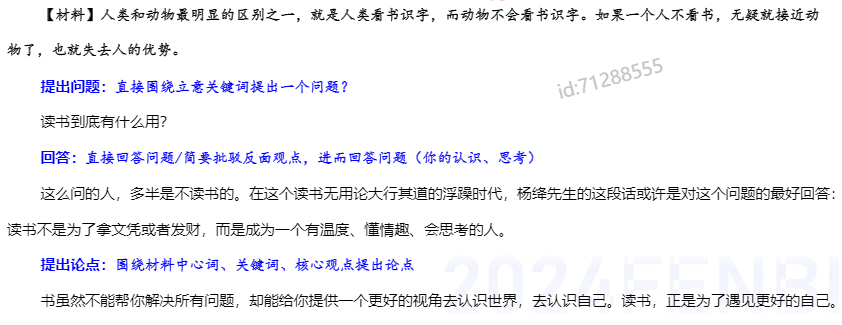 【材料】人类和动物最明显的区别之一，就是人类看书识字，而动物不会看书识字。如果一个人不看书，无疑就接近动
物了，也就失去人的优势。
提出问题：直接围绕立意关键词提出一个问题？
id:71288555
读书到底有什么用？
回答：直接回答问题/简要批驳反面观点，进而回答问题（你的认识、思考）
这么问的人，多半是不读书的。在这个读书无用论大行其道的浮躁时代，杨绛先生的这段话或许是对这个问题的最好回答：
读书不是为了拿文凭或者发财，而是成为一个有温度、懂情趣、会思考的人。
提出论点：围绕材料中心词、关键词、核心观点提出论点
2024FENBI
书虽然不能帮你解决所有问题，却能给你提供一个更好的视角去认识世界，去认识自己。读书，正是为了遇见更好的自己。